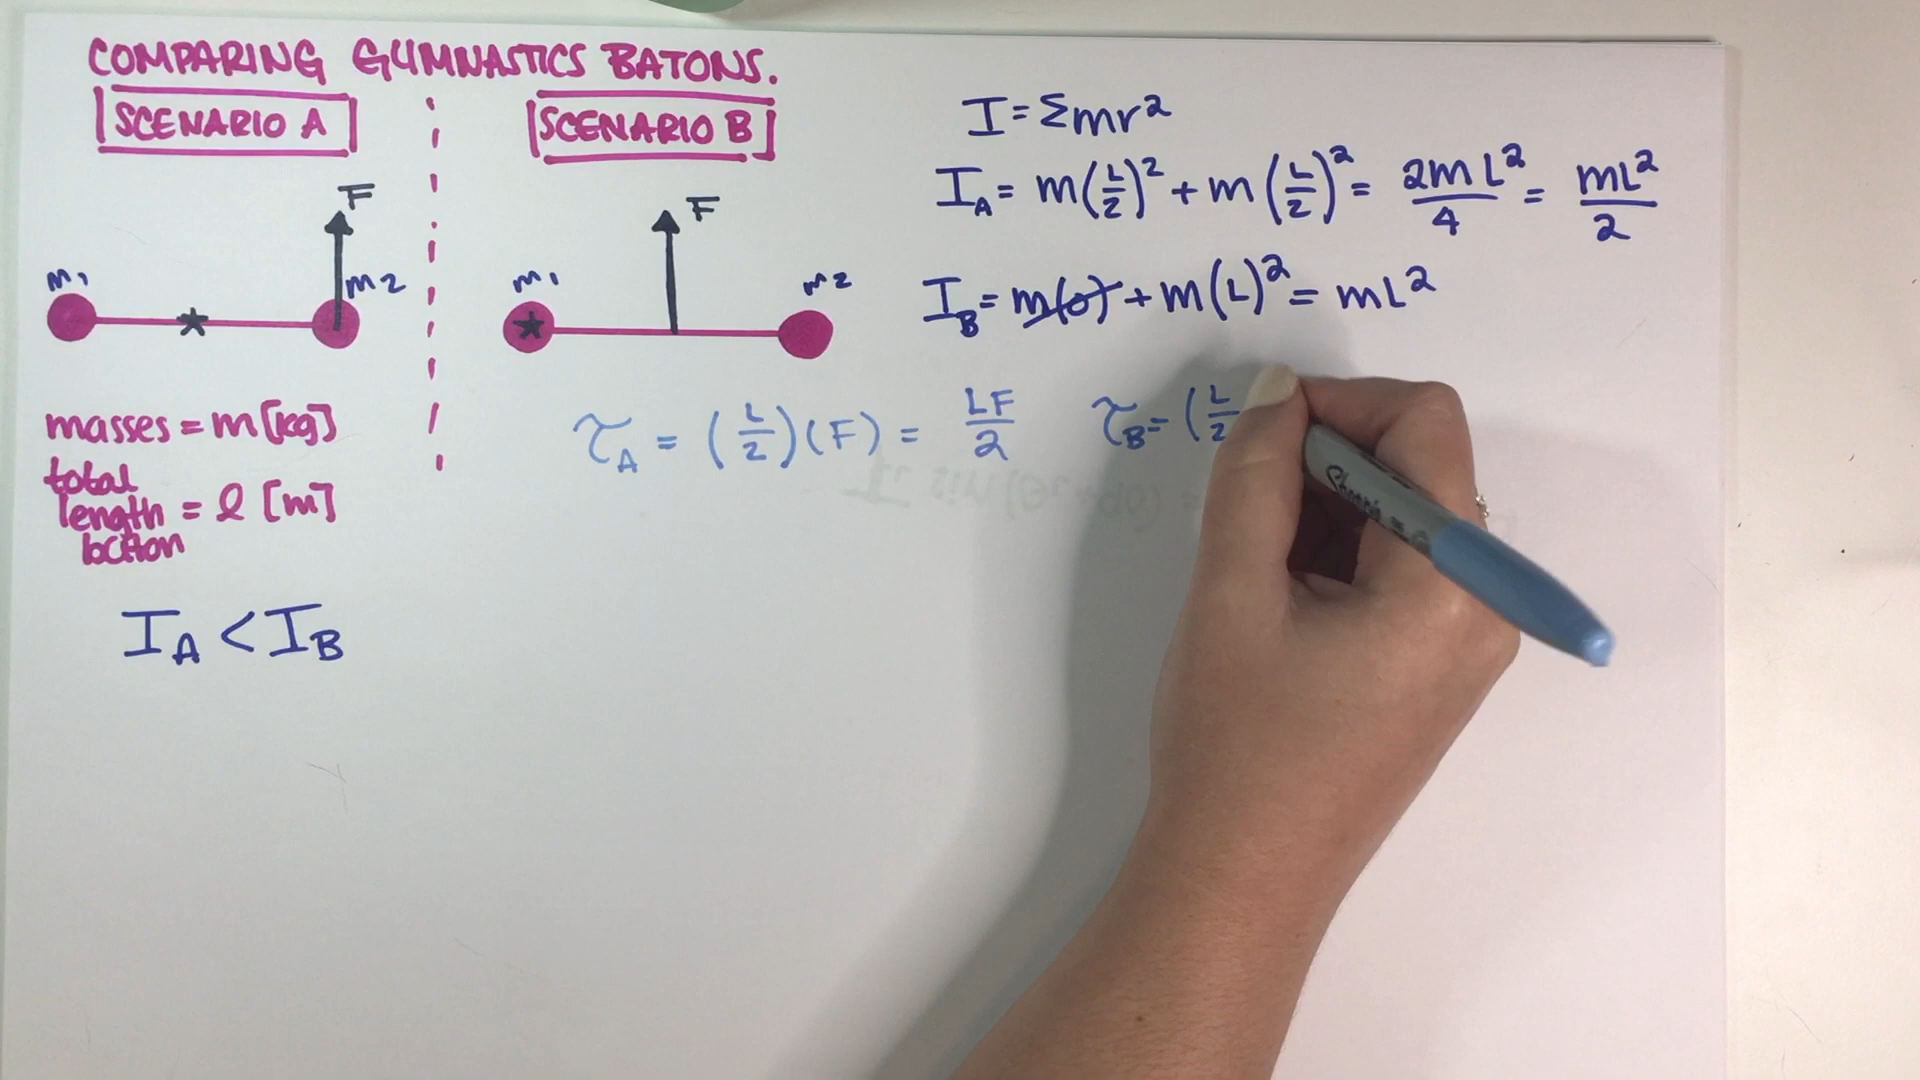 COMPARING GYMNASTICS BATONS.
SCENARIO A
SCENARIO B
F
m1
m2
F
m1
m2
masses = m [kg]
total
length = l [m]
baton
I_A < I_B
I = Σmr²
I_A = m(L/2)² + m(L/2)² = 2mL²/4 = mL²/2
I_B = m(0) + m(L)² = mL²
τ_A = (L/2)(F) = LF/2
τ_B = (L/2